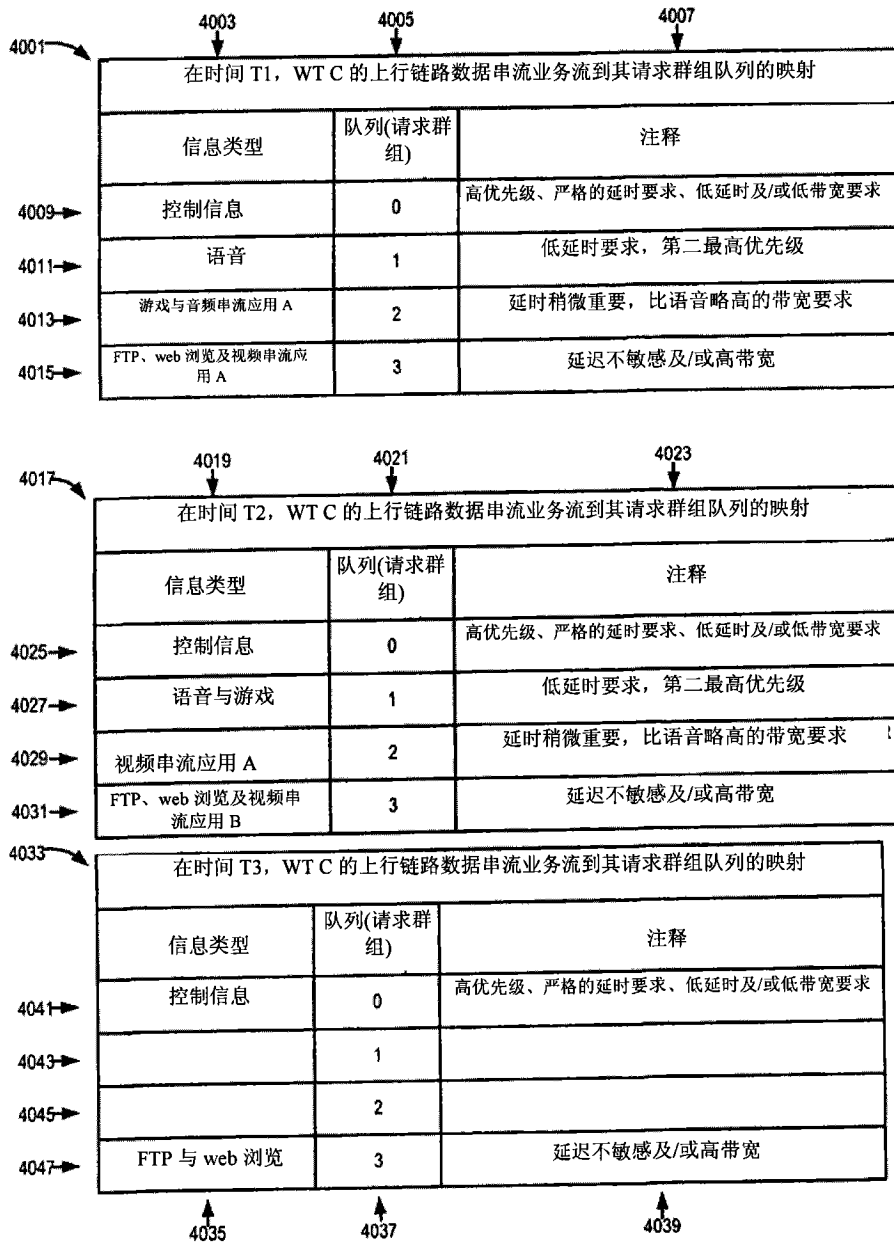 4003
4005
4007
4001
在时间 T1，WT C 的上行链路数据串流业务流到其请求群组队列的映射
信息类型
队列(请求群
组)
注释
4009
控制信息
0
高优先级、严格的延时要求、低延时及/或低带宽要求
4011
语音
1
低延时要求，第二最高优先级
4013
游戏与音频串流应用 A
2
延时稍微重要，比语音略高的带宽要求
4015
FTP、web 浏览及视频串流应
用 A
3
延迟不敏感及/或高带宽
4019
4021
4023
4017
在时间 T2，WT C 的上行链路数据串流业务流到其请求群组队列的映射
信息类型
队列(请求群
组)
注释
4025
控制信息
0
高优先级、严格的延时要求、低延时及/或低带宽要求
4027
语音与游戏
1
低延时要求，第二最高优先级
4029
视频串流应用 A
2
延时稍微重要，比语音略高的带宽要求
4031
FTP、web 浏览及视频串
流应用 B
3
延迟不敏感及/或高带宽
4033
在时间 T3，WT C 的上行链路数据串流业务流到其请求群组队列的映射
信息类型
队列(请求群
组)
注释
4041
控制信息
0
高优先级、严格的延时要求、低延时及/或低带宽要求
4043
1
4045
2
4047
FTP 与 web 浏览
3
延迟不敏感及/或高带宽
4035
4037
4039